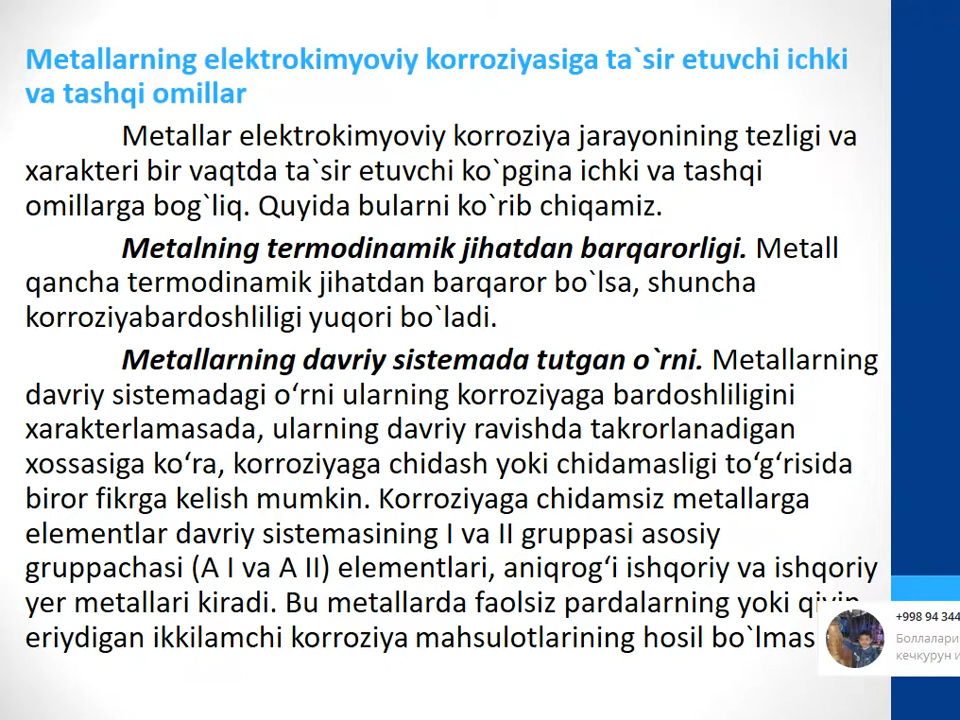 Metallarning elektrokimyoviy korroziyasiga ta`sir etuvchi ichki
va tashqi omillar
Metallar elektrokimyoviy korroziya jarayonining tezligi va
xarakteri bir vaqtda ta`sir etuvchi ko`pgina ichki va tashqi
omillarga bog`liq. Quyida bularni ko`rib chiqamiz.
Metalning termodinamik jihatdan barqarorligi. Metall
qancha termodinamik jihatdan barqaror bo`lsa, shuncha
korroziyabardoshliligi yuqori bo`ladi.
Metallarning davriy sistemada tutgan o`rni. Metallarning
davriy sistemadagi o‘rni ularning korroziyaga bardoshliligini
xarakterlamasada, ularning davriy ravishda takrorlanadigan
xossasiga ko‘ra, korroziyaga chidash yoki chidamasligi to‘g‘risida
biror fikrga kelish mumkin. Korroziyaga chidamsiz metallarga
elementlar davriy sistemasining I va II gruppasi asosiy
gruppachasi (A I va A II) elementlari, aniqrog‘i ishqoriy va ishqoriy
yer metallari kiradi. Bu metallarda faolsiz pardalarning yoki qiyin
eriydigan ikkilamchi korroziya mahsulotlarining hosil bo`lmas
+998 94 344
Боллалари
кечкурун и